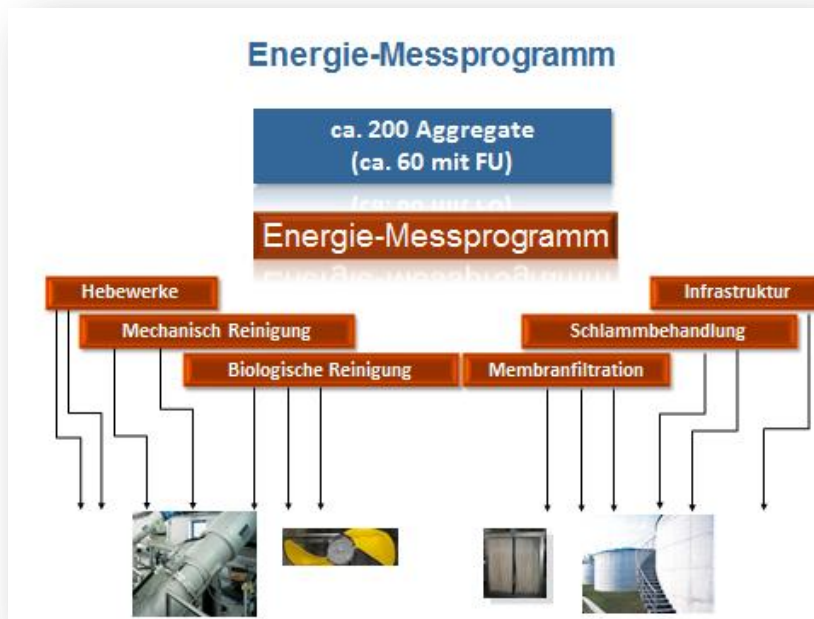 Energie-Messprogramm
ca. 200 Aggregate
(ca. 60 mit FU)
Energie-Messprogramm
Hebewerke
Infrastruktur
Mechanisch Reinigung
Schlammbehandlung
Biologische Reinigung
Membranfiltration